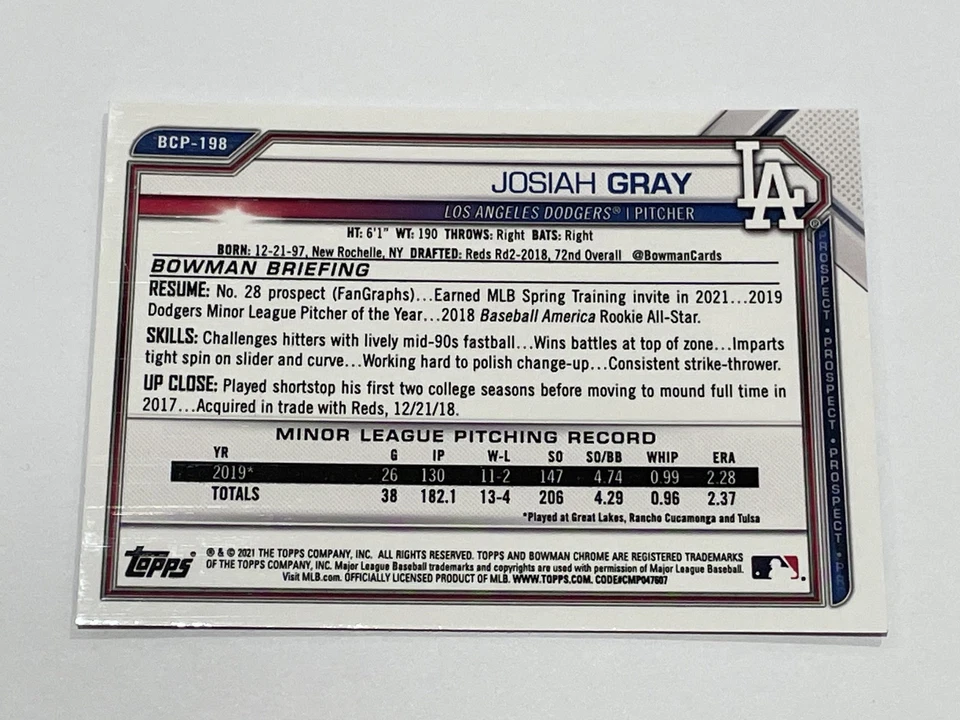 BCP-198
JOSIAH GRAY
LA
LOS ANGELES DODGERS® | PITCHER
®
HT: 6'1" WT: 190 THROWS: Right BATS: Right
BORN: 12-21-97, New Rochelle, NY DRAFTED: Reds Rd2-2018, 72nd Overall @BowmanCards
BOWMAN BRIEFING
RESUME: No. 28 prospect (FanGraphs)...Earned MLB Spring Training invite in 2021...2019
Dodgers Minor League Pitcher of the Year...2018 Baseball America Rookie All-Star.
SKILLS: Challenges hitters with lively mid-90s fastball...Wins battles at top of zone...Imparts
tight spin on slider and curve...Working hard to polish change-up...Consistent strike-thrower.
UP CLOSE: Played shortstop his first two college seasons before moving to mound full time in
2017...Acquired in trade with Reds, 12/21/18.
MINOR LEAGUE PITCHING RECORD
YR G IP W-L SO SO/BB WHIP ERA
2019* 26 130 11-2 147 4.74 0.99 2.28
TOTALS 38 182.1 13-4 206 4.29 0.96 2.37
*Played at Great Lakes, Rancho Cucamonga and Tulsa
Topps®
® & © 2021 THE TOPPS COMPANY, INC. ALL RIGHTS RESERVED. TOPPS AND BOWMAN CHROME ARE REGISTERED TRADEMARKS
OF THE TOPPS COMPANY, INC. Major League Baseball trademarks and copyrights are used with permission of Major League Baseball.
Visit MLB.com. OFFICIALLY LICENSED PRODUCT OF MLB. WWW.TOPPS.COM. CODE#CMP047607
PROSPECT • PROSPECT • PROSPECT • PR